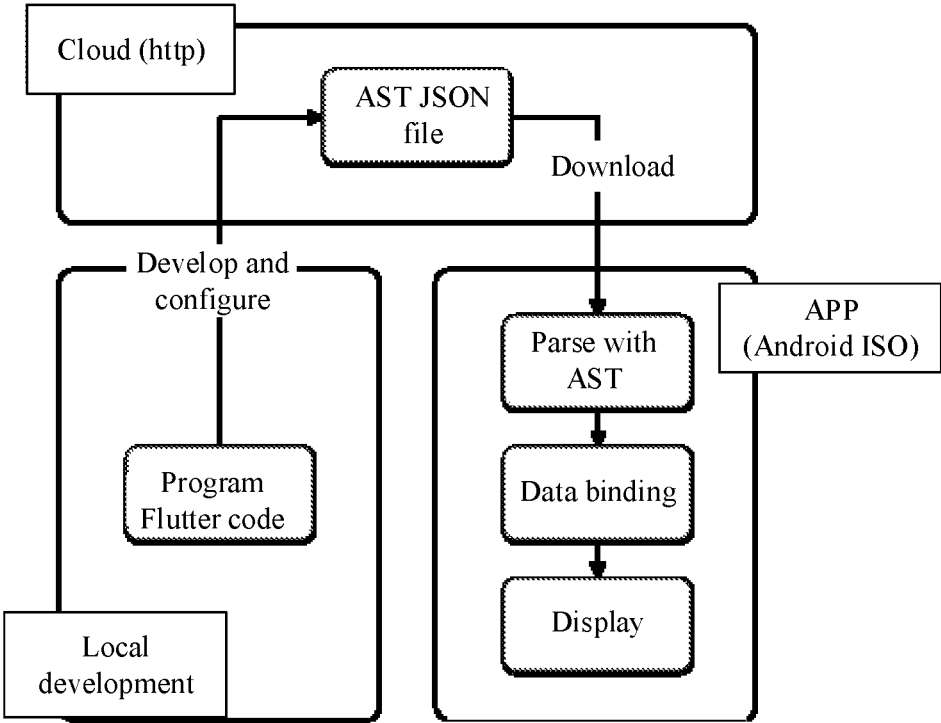 Cloud (http)
AST JSON
file
Download
Develop and
configure
APP
(Android ISO)
Parse with
AST
Program
Flutter code
Data binding
Display
Local
development